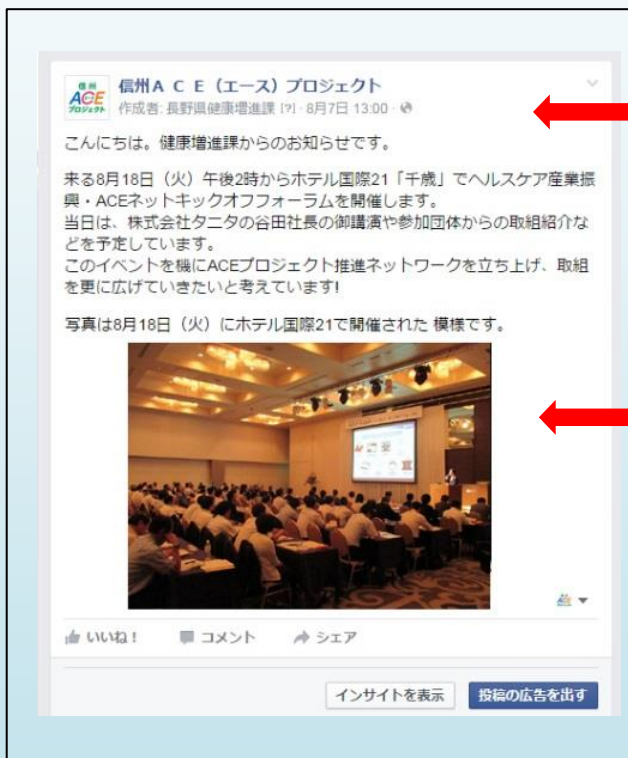 信州
ACE
プロジェクト
信州ＡＣＥ（エース）プロジェクト
作成者: 長野県健康増進課 [?]・8月7日 13:00・
こんにちは。健康増進課からのお知らせです。
来る8月18日（火）午後2時からホテル国際21「千歳」でヘルスケア産業振
興・ACEネットキックオフフォーラムを開催します。
当日は、株式会社タニタの谷田社長の御講演や参加団体からの取組紹介な
どを予定しています。
このイベントを機にACEプロジェクト推進ネットワークを立ち上げ、取組
を更に広げていきたいと考えています!
写真は8月18日（火）にホテル国際21で開催された 模様です。
いいね！ コメント シェア
インサイトを表示 投稿の広告を出す